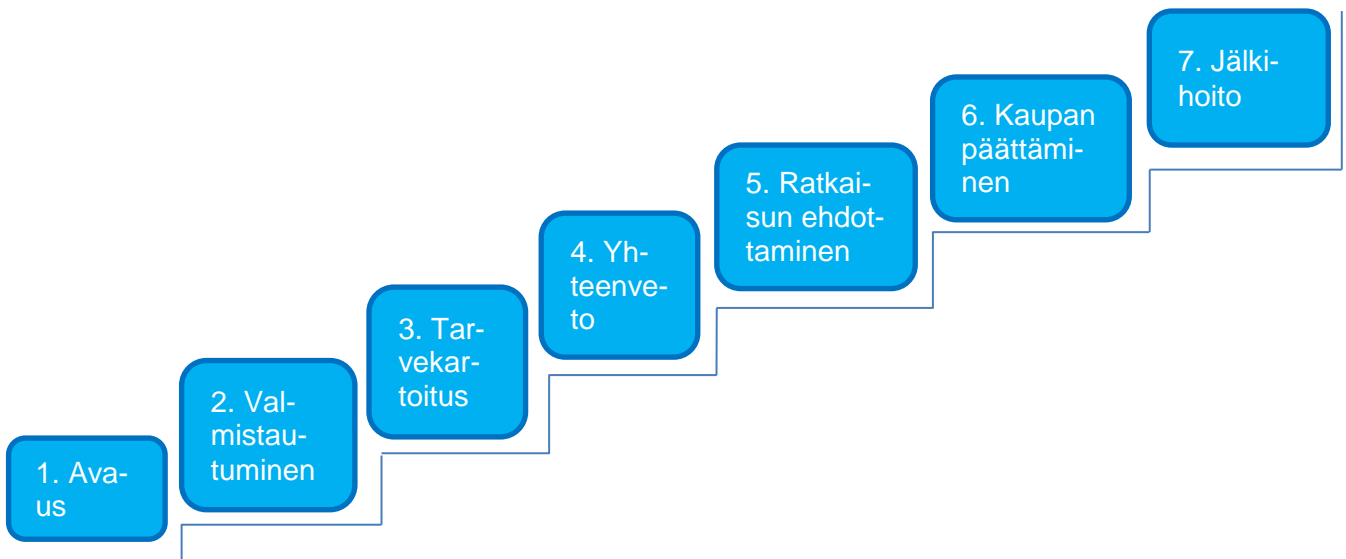 1. Ava-
us
2. Val-
mistau-
tuminen
3. Tar-
vekar-
toitus
4. Yh-
teenve-
to
5. Ratkai-
sun ehdot-
taminen
6. Kaupan
päättämi-
nen
7. Jälki-
hoito